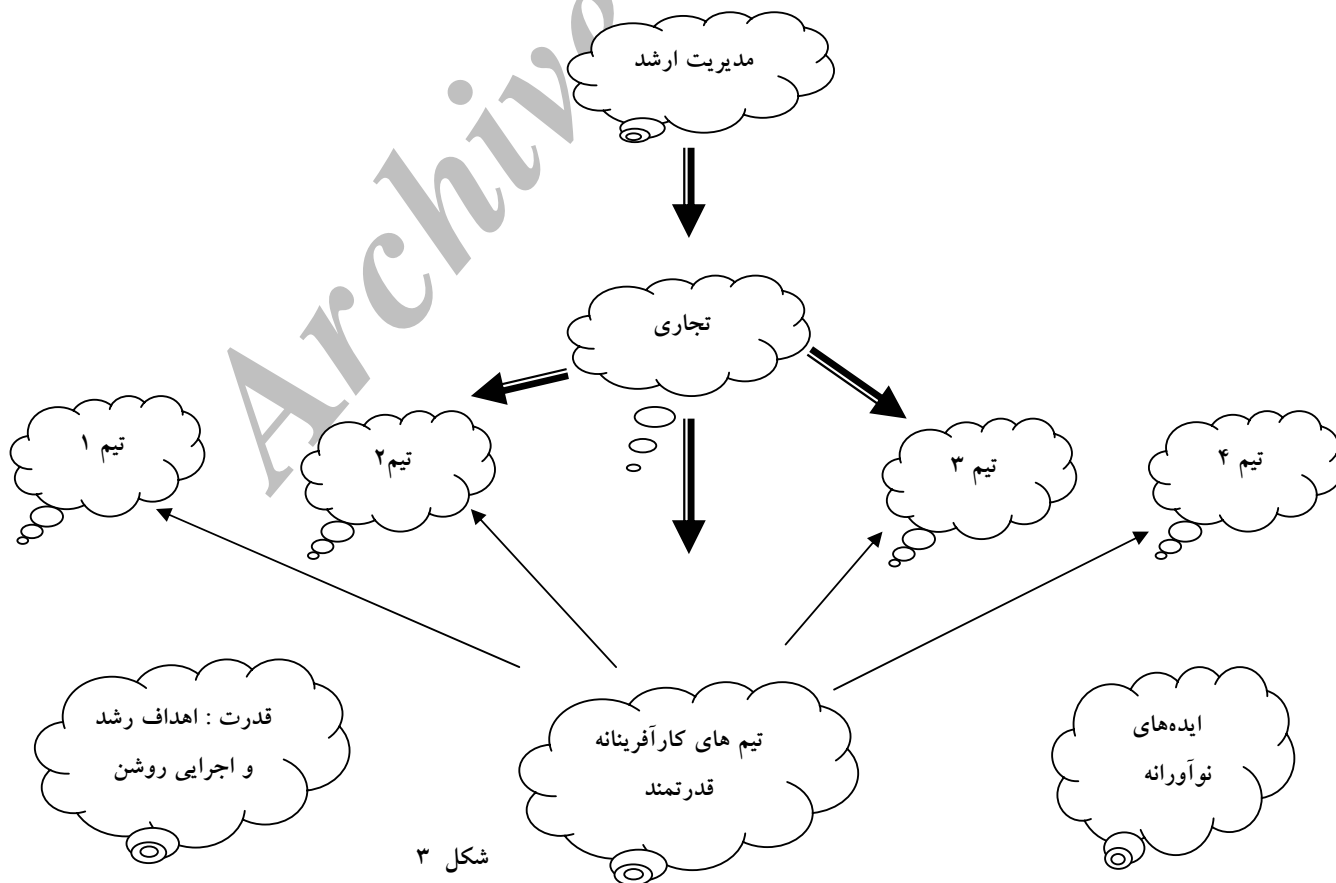 مدیریت ارشد
تجاری
تیم ۱
تیم۲
تیم ۳
تیم ۴
قدرت : اهداف رشد
و اجرایی روشن
تیم های کارآفرینانه
قدرتمند
ایده‌های
نوآورانه
شکل ۳
Archive